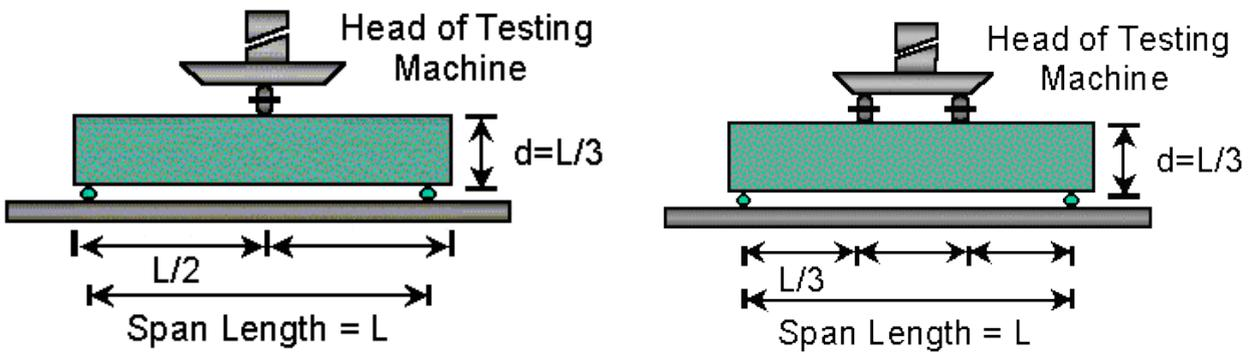 Head of Testing
Machine
d=L/3
L/2
Span Length = L
Head of Testing
Machine
d=L/3
L/3
Span Length = L